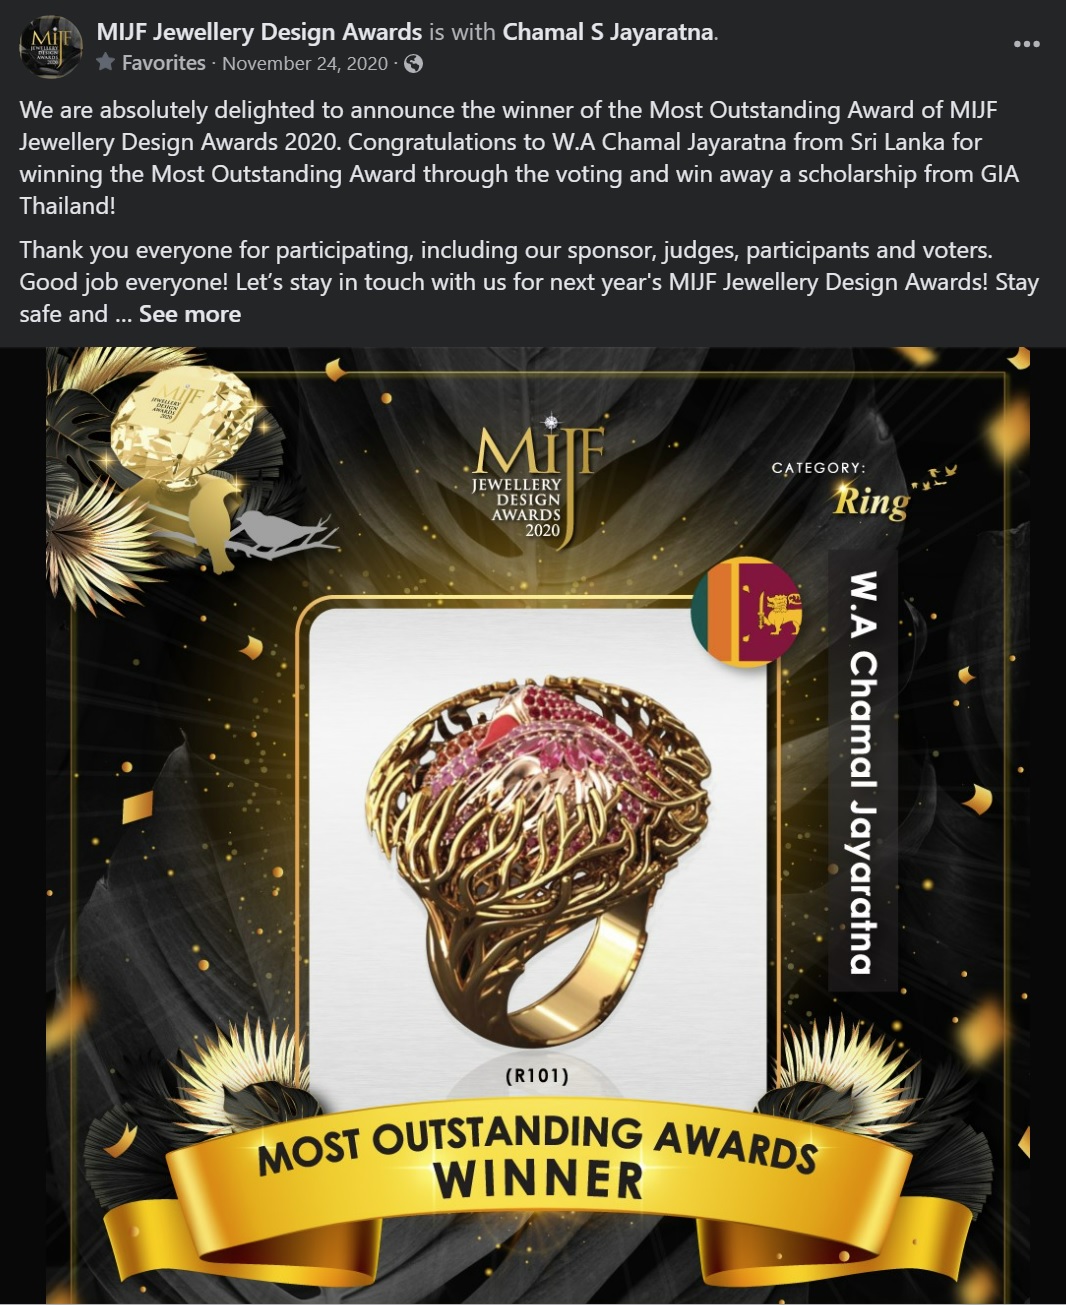 MIJF Jewellery Design Awards is with Chamal S Jayaratna.
Favorites · November 24, 2020 ·
We are absolutely delighted to announce the winner of the Most Outstanding Award of MIJF
Jewellery Design Awards 2020. Congratulations to W.A Chamal Jayaratna from Sri Lanka for
winning the Most Outstanding Award through the voting and win away a scholarship from GIA
Thailand!
Thank you everyone for participating, including our sponsor, judges, participants and voters.
Good job everyone! Let’s stay in touch with us for next year's MIJF Jewellery Design Awards! Stay
safe and ... See more
MIJF
JEWELLERY
DESIGN
AWARDS
2020
MIJF
JEWELLERY
DESIGN
AWARDS
2020
CATEGORY:
Ring
W.A Chamal Jayaratna
(R101)
MOST OUTSTANDING AWARDS
WINNER